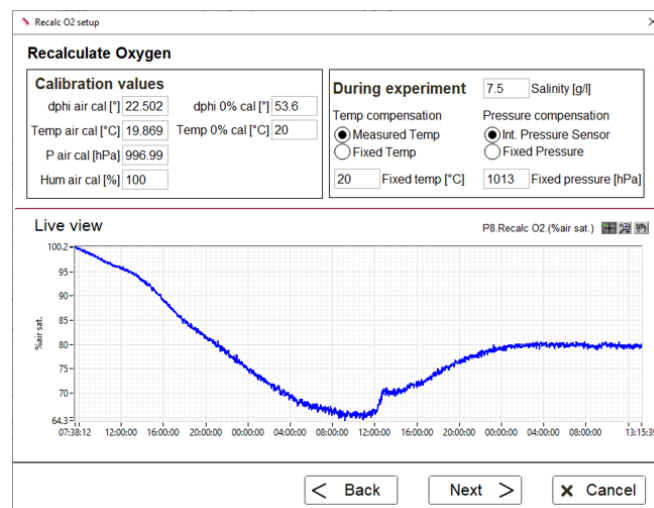 Recalc O2 setup
Recalculate Oxygen
Calibration values
dphi air cal [°] 22.502 dphi 0% cal [°] 53.6
Temp air cal [°C] 19.869 Temp 0% cal [°C] 20
P air cal [hPa] 996.99
Hum air cal [%] 100
During experiment 7.5 Salinity [g/l]
Temp compensation Pressure compensation
Measured Temp Int. Pressure Sensor
Fixed Temp Fixed Pressure
20 Fixed temp [°C] 1013 Fixed pressure [hPa]
Live view P8.Recalc O2.(%air sat.)
100.2
95
90
85
80
75
70
64.3
%air sat.
07:38:12 12:00:00 16:00:00 20:00:00 00:00:00 04:00:00 08:00:00 12:00:00 16:00:00 20:00:00 00:00:00 04:00:00 08:00:00 13:15:39
< Back Next > × Cancel